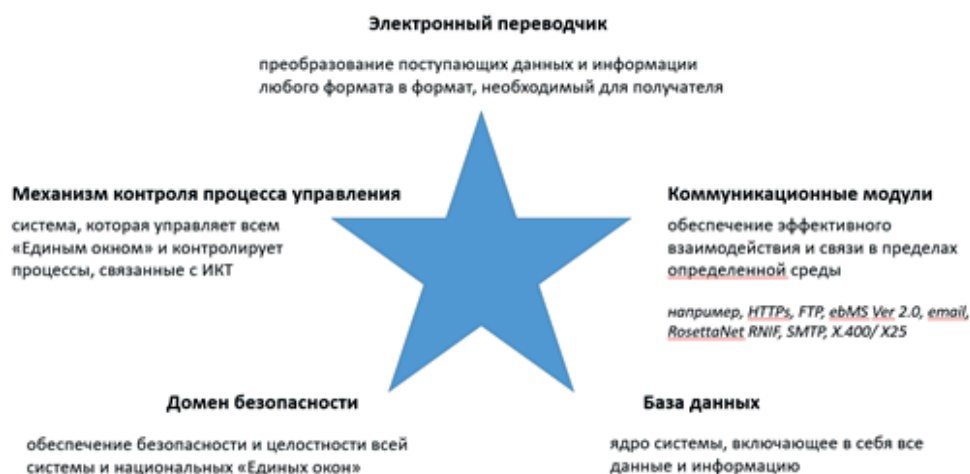 Электронный переводчик
преобразование поступающих данных и информации
любого формата в формат, необходимый для получателя
Механизм контроля процесса управления
система, которая управляет всем
«Единым окном» и контролирует
процессы, связанные с ИКТ
Коммуникационные модули
обеспечение эффективного
взаимодействия и связи в пределах
определенной среды
например, HTTPs, FTP, ebMS Ver 2.0, email,
RosettaNet RNIF, SMTP, X.400/ X25
Домен безопасности
обеспечение безопасности и целостности всей
системы и национальных «Единых окон»
База данных
ядро системы, включающее в себя все
данные и информацию